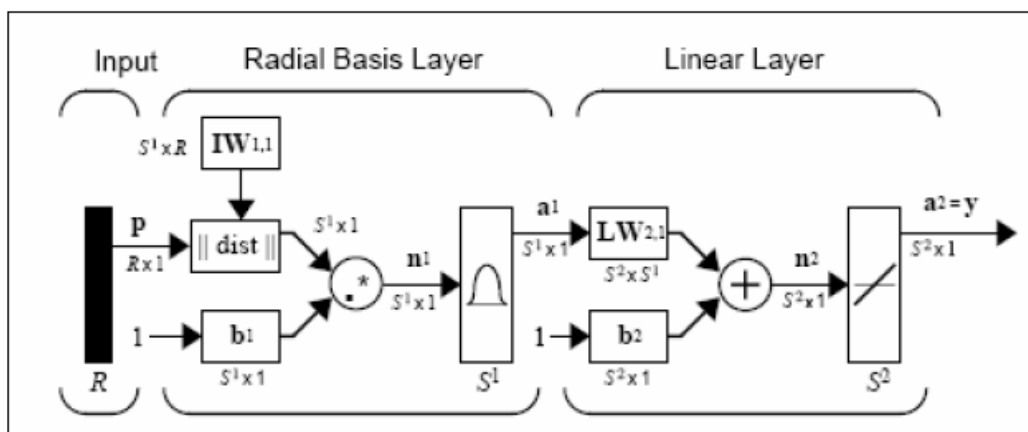 Input
Radial Basis Layer
Linear Layer
S¹xR
IW1,1
p
Rx1
|| dist ||
S¹x1
.*
n1
S¹x1
1
b1
S¹x1
R
a1
S¹x1
S1
LW2,1
S²xS¹
1
b2
S²x1
+
n2
S²x1
a2=y
S²x1
S2